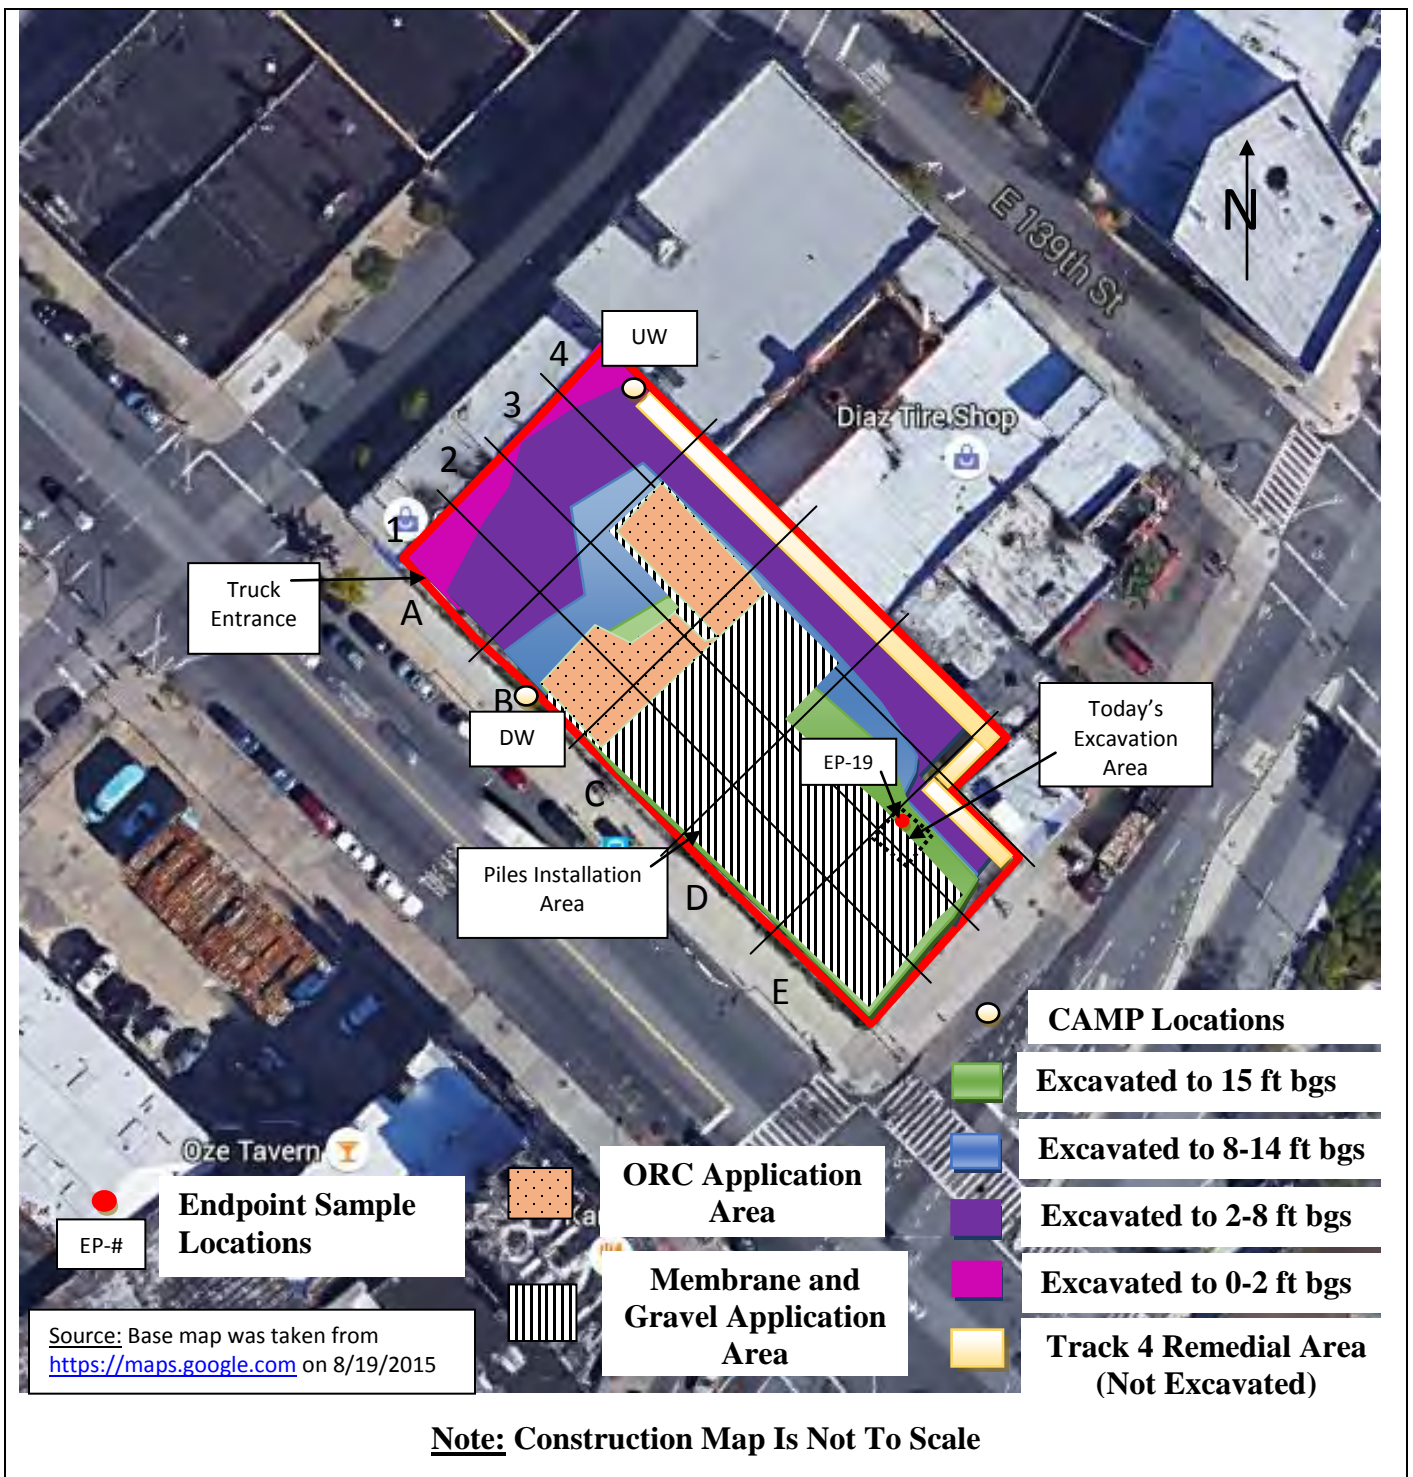 E 139th St
N
UW
4
3
Diaz Tire Shop
2
1
Truck
Entrance
A
B
DW
Today's
Excavation
Area
EP-19
C
Piles Installation
Area
D
E
CAMP Locations
Excavated to 15 ft bgs
Excavated to 8-14 ft bgs
Excavated to 2-8 ft bgs
Excavated to 0-2 ft bgs
Track 4 Remedial Area
(Not Excavated)
Oze Tavern
Endpoint Sample
Locations
EP-#
ORC Application
Area
Membrane and
Gravel Application
Area
Source: Base map was taken from
https://maps.google.com on 8/19/2015
Note: Construction Map Is Not To Scale